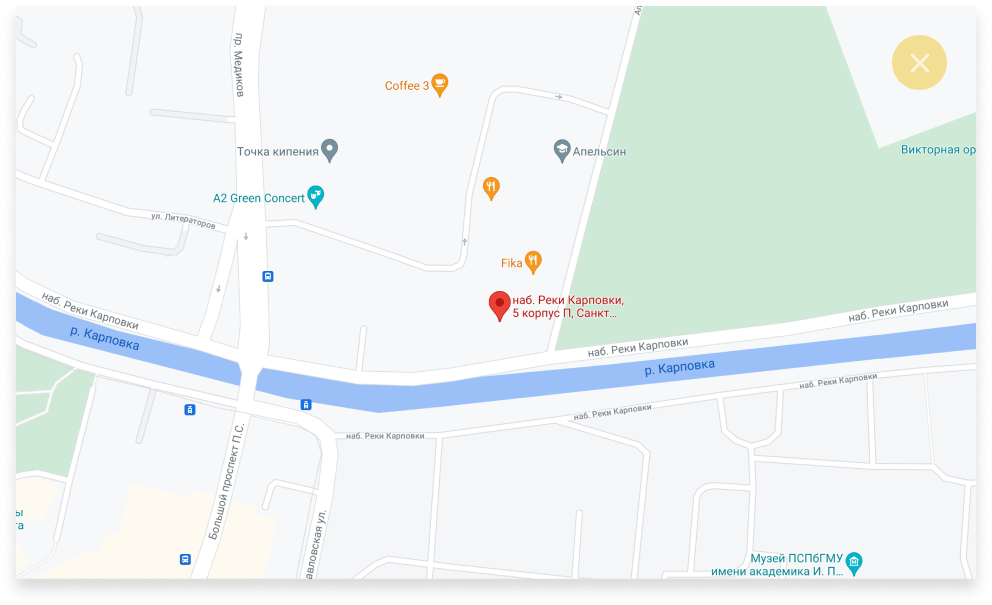 Ап
пр. Медиков
Coffee 3
Точка кипения
Апельсин
Викторная ор
A2 Green Concert
ул. Литераторов
Fika
наб. Реки Карповки,
5 корпус П, Санкт…
наб. Реки Карповки
наб. Реки Карповки
р. Карповка
наб. Реки Карповки
р. Карповка
наб. Реки Карповки
наб. Реки Карповки
наб. Реки Карповки
Большой проспект П.С.
ы
га
авловская ул.
Музей ПСПбГМУ
имени академика И. П…